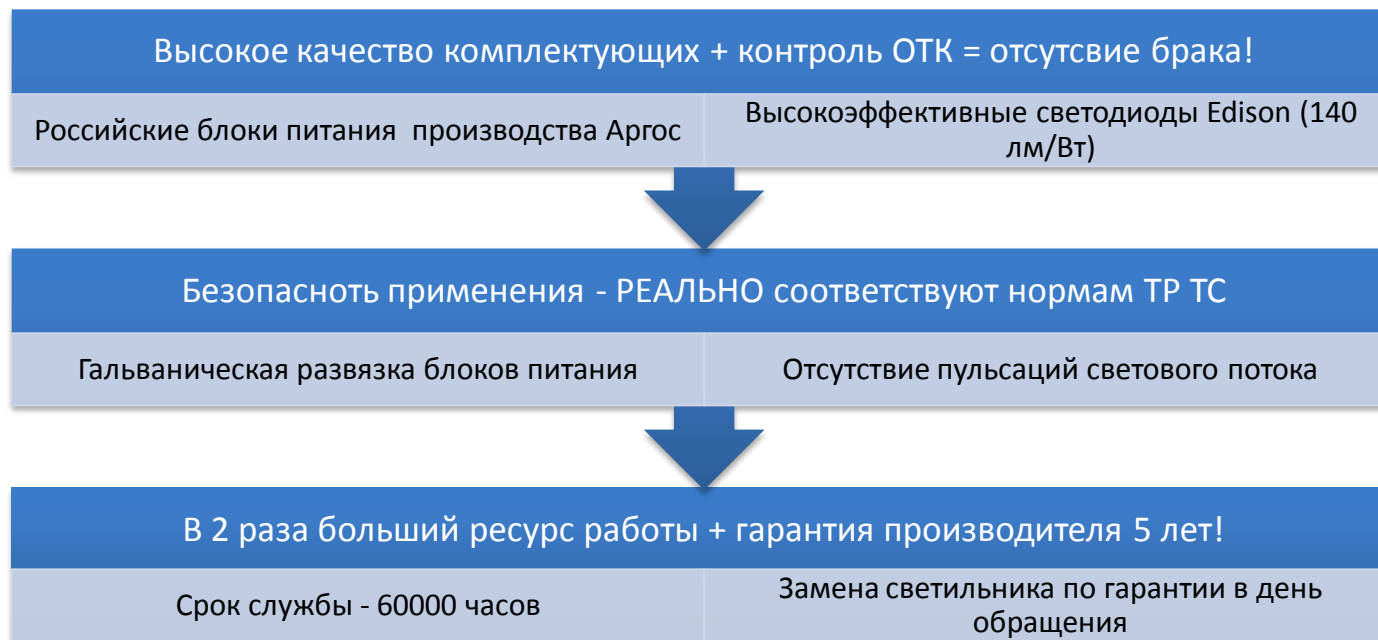 Высокое качество комплектующих + контроль ОТК = отсутсвие брака!
Российские блоки питания производства Аргос
Высокоэффективные светодиоды Edison (140
лм/Вт)
Безопасноть применения - РЕАЛЬНО соответствуют нормам ТР ТС
Гальваническая развязка блоков питания
Отсутствие пульсаций светового потока
В 2 раза больший ресурс работы + гарантия производителя 5 лет!
Срок службы - 60000 часов
Замена светильника по гарантии в день
обращения